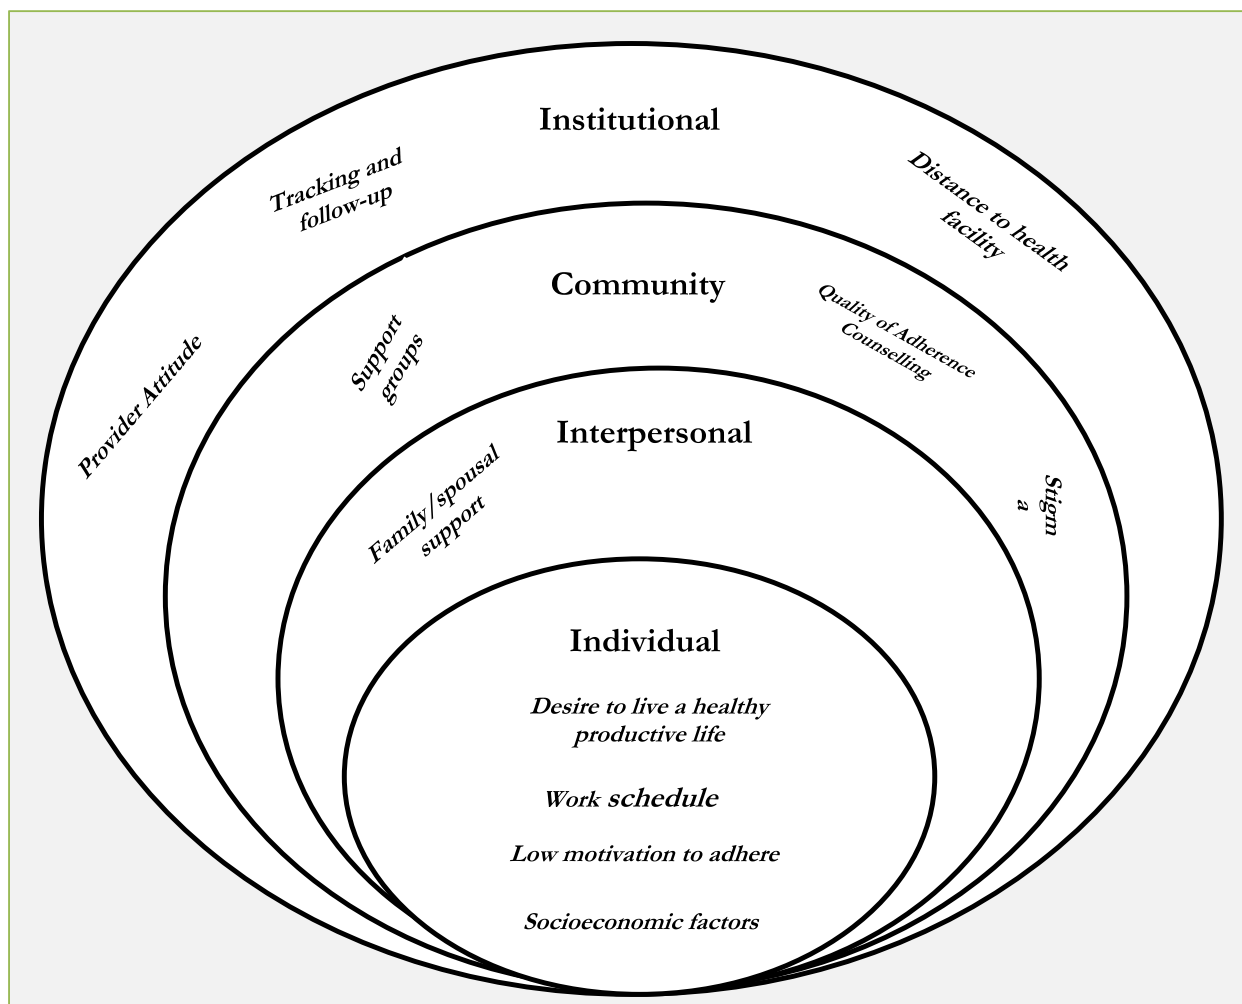 Institutional
Tracking and
follow-up
Distance to health
facility
Provider Attitude
Community
Support
groups
Quality of Adherence
Counselling
Stigm
a
Interpersonal
Family/spousal
support
Individual
Desire to live a healthy
productive life
Work schedule
Low motivation to adhere
Socioeconomic factors